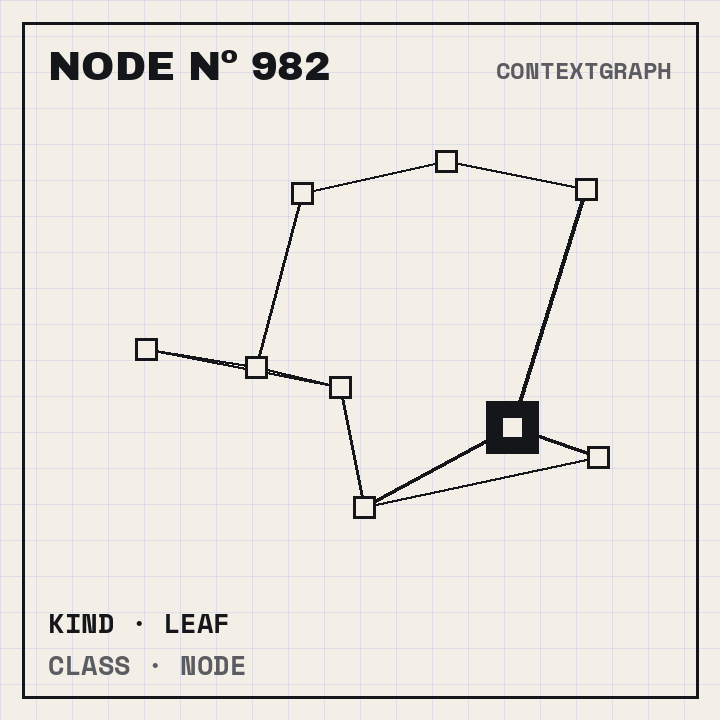 NODE Nº 982
CONTEXTGRAPH
KIND · LEAF
CLASS · NODE